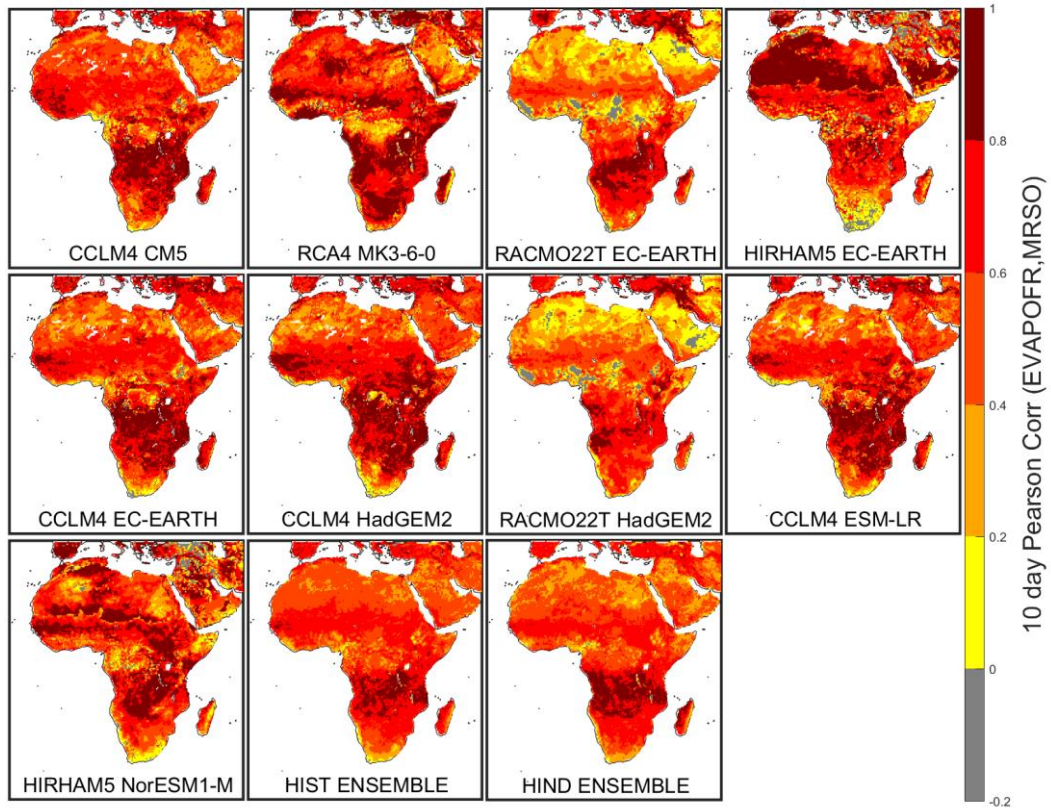 CCLM4 CM5
RCA4 MK3-6-0
RACMO22T EC-EARTH
HIRHAM5 EC-EARTH
CCLM4 EC-EARTH
CCLM4 HadGEM2
RACMO22T HadGEM2
CCLM4 ESM-LR
HIRHAM5 NorESM1-M
HIST ENSEMBLE
HIND ENSEMBLE
1
0.8
0.6
0.4
0.2
0
-0.2
10 day Pearson Corr (EVAPOFR,MRSO)